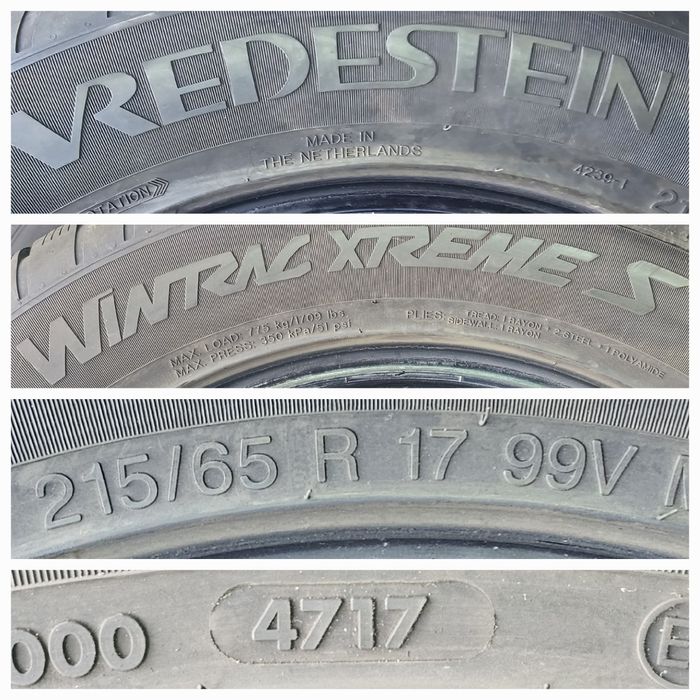 VREDESTEIN
MADE IN
THE NETHERLANDS
4239-1
WINTRAC XTREME S
MAX. LOAD: 775 kg/1709 lbs
MAX. PRESS: 350 kPa/51 psi
PLIES: TREAD: 1 RAYON + 2 STEEL + 1 POLYAMIDE
SIDEWALL: 1 RAYON
215/65 R 17 99V
000
4717
E